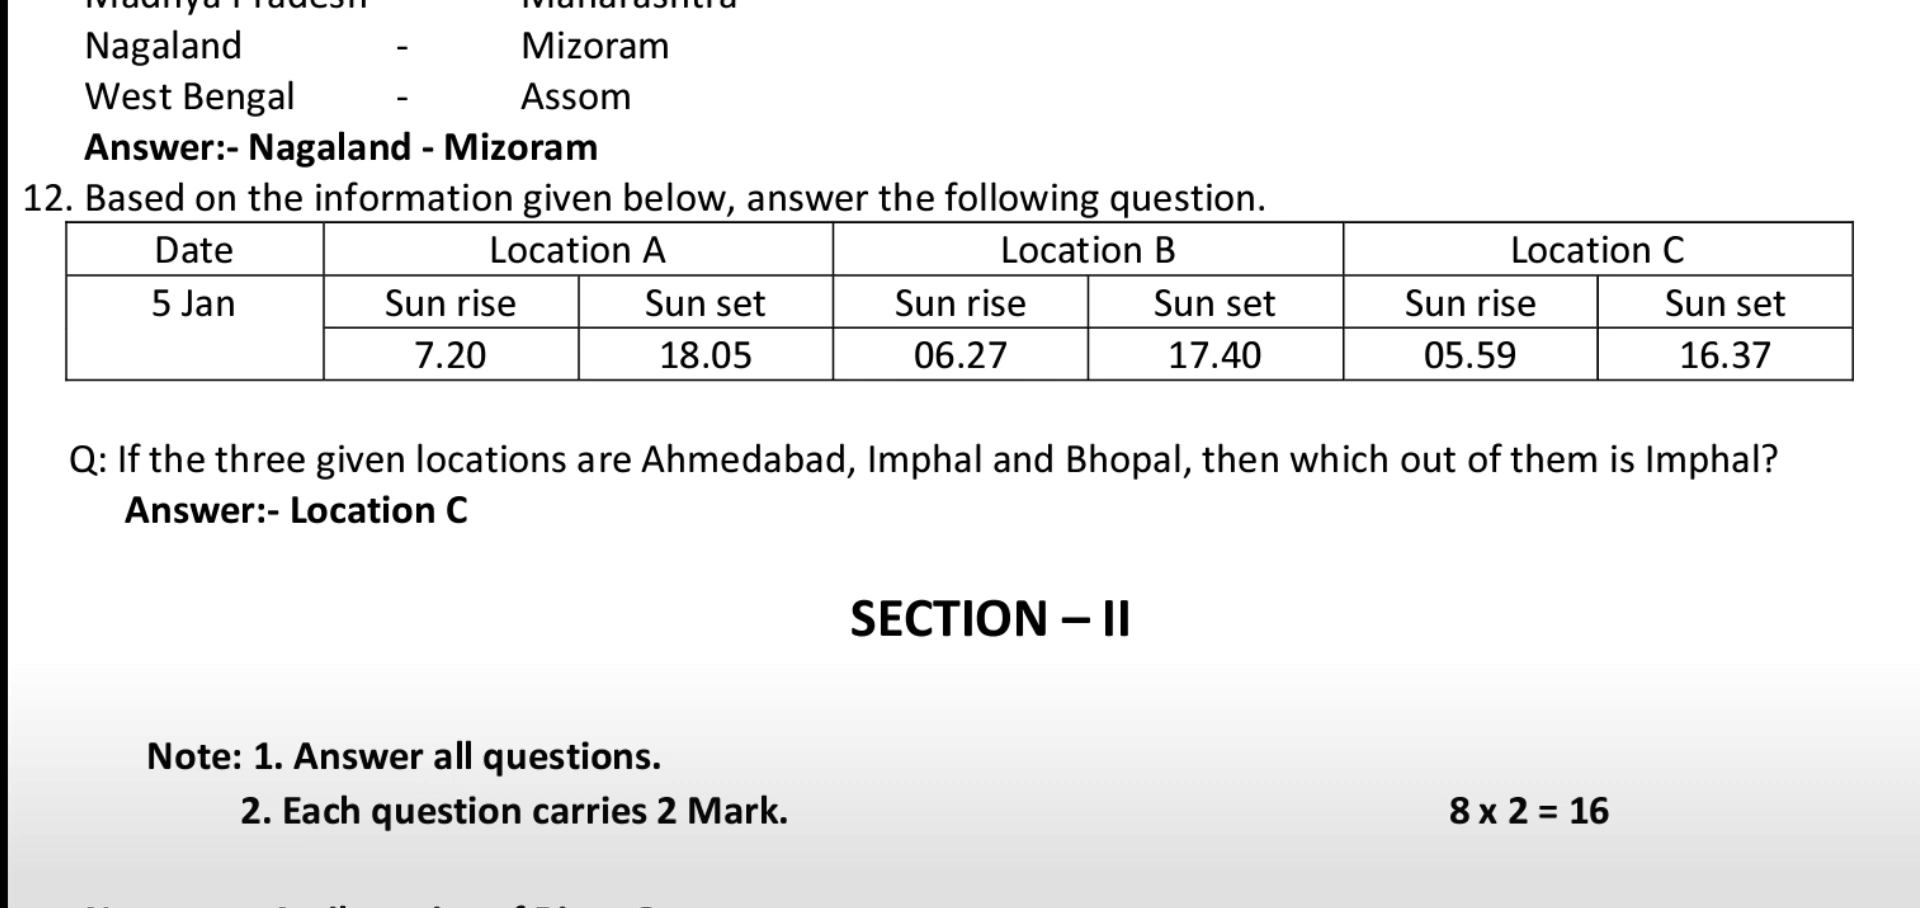 Madhya Pradesh Maharashtra
Nagaland - Mizoram
West Bengal - Assom
Answer:- Nagaland - Mizoram
12. Based on the information given below, answer the following question.
Date Location A Location B Location C
5 Jan Sun rise Sun set Sun rise Sun set Sun rise Sun set
7.20 18.05 06.27 17.40 05.59 16.37
Q: If the three given locations are Ahmedabad, Imphal and Bhopal, then which out of them is Imphal?
Answer:- Location C
SECTION – II
Note: 1. Answer all questions.
2. Each question carries 2 Mark. 8 x 2 = 16